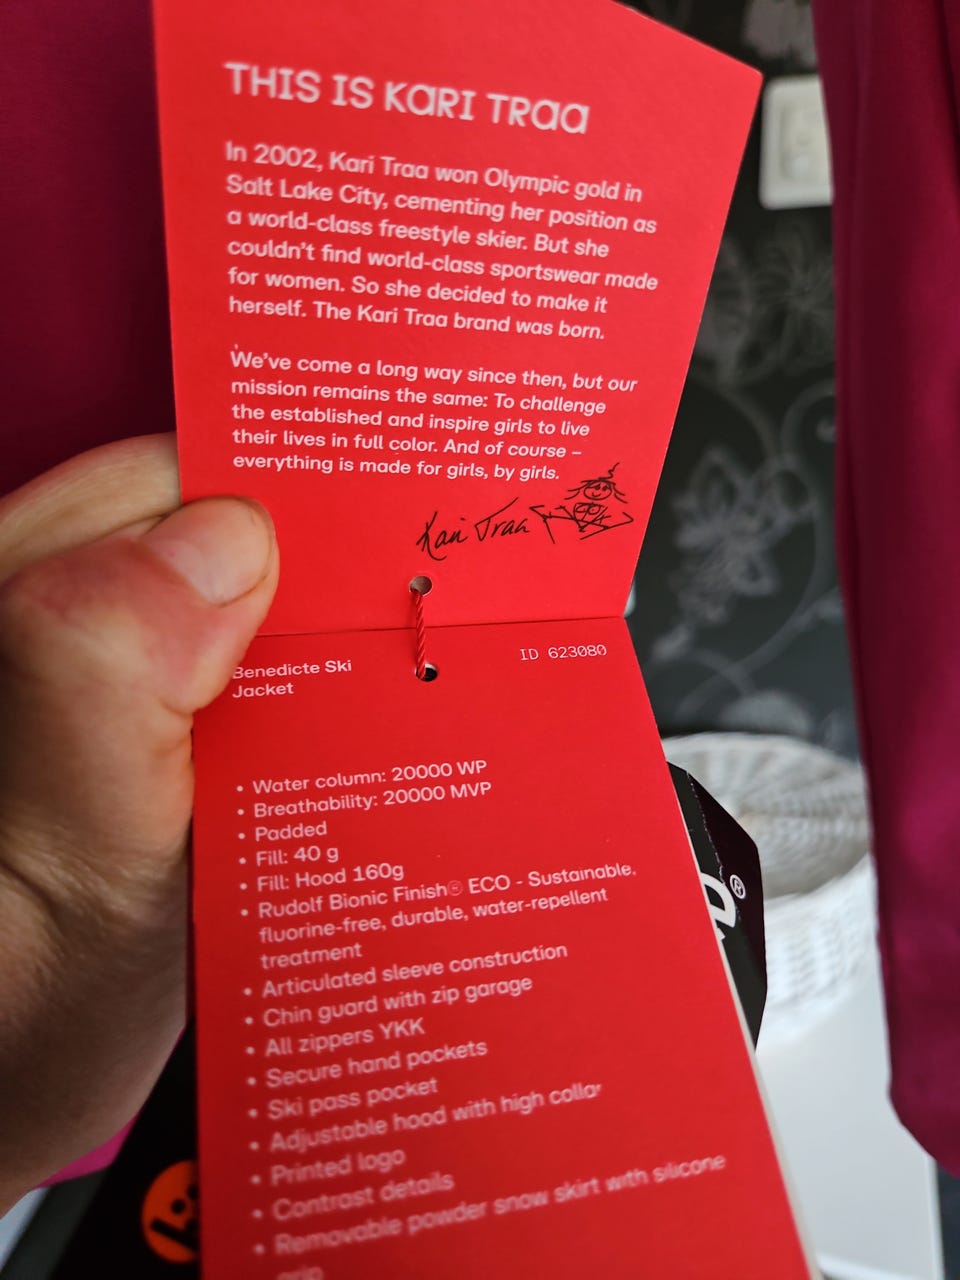 THIS IS KARI TRAA
In 2002, Kari Traa won Olympic gold in
Salt Lake City, cementing her position as
a world-class freestyle skier. But she
couldn't find world-class sportswear made
for women. So she decided to make it
herself. The Kari Traa brand was born.
We've come a long way since then, but our
mission remains the same: To challenge
the established and inspire girls to live
their lives in full color. And of course –
everything is made for girls, by girls.
Kari Traa
Benedicte Ski
Jacket
ID 623080
• Water column: 20000 WP
• Breathability: 20000 MVP
• Padded
• Fill: 40 g
• Fill: Hood 160g
• Rudolf Bionic Finish® ECO - Sustainable,
fluorine-free, durable, water-repellent
treatment
• Articulated sleeve construction
• Chin guard with zip garage
• All zippers YKK
• Secure hand pockets
• Ski pass pocket
• Adjustable hood with high collar
• Printed logo
• Contrast details
• Removable powder snow skirt with silicone